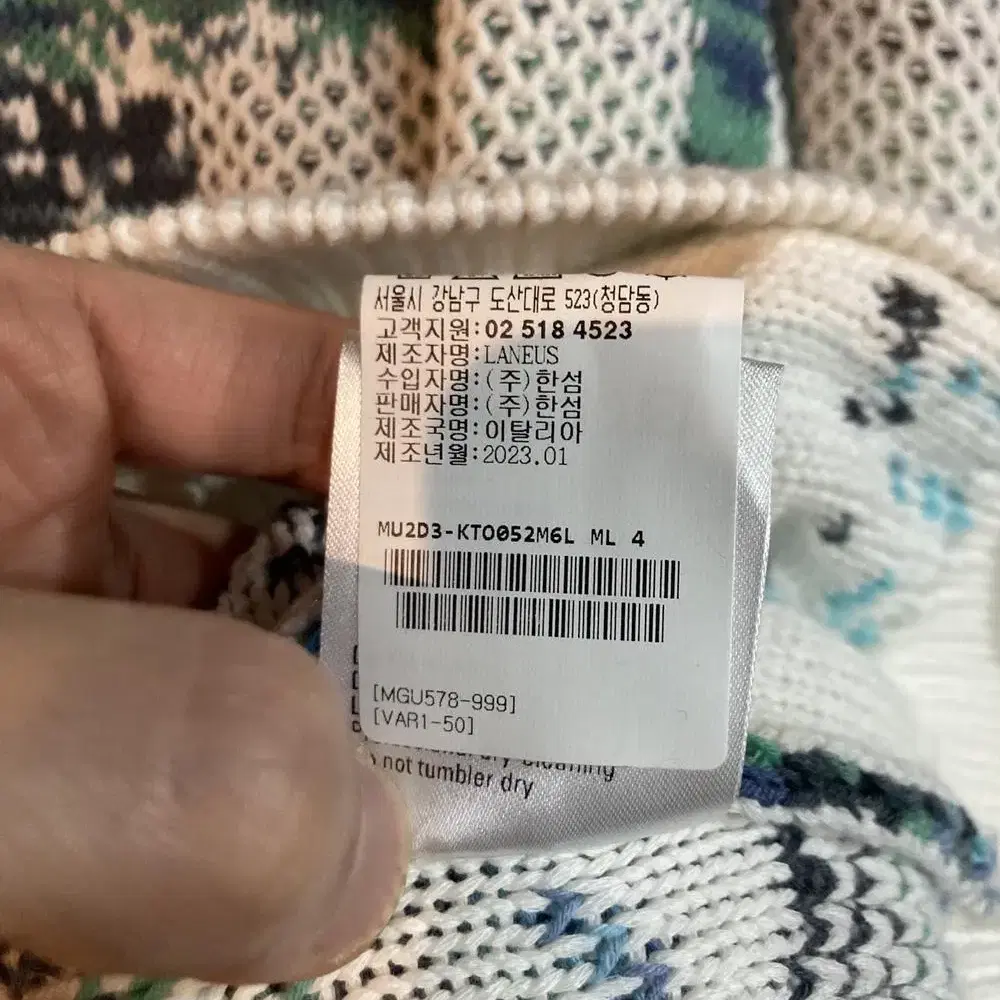 서울시 강남구 도산대로 523(청담동)
고객지원:02 518 4523
제조자명:LANEUS
수입자명:(주)한섬
판매자명:(주)한섬
제조국명:이탈리아
제조년월:2023.01
MU2D3-KTO052M6L ML 4
[MGU578-999]
[VAR1-50]
dry cleaning
not tumbler dry